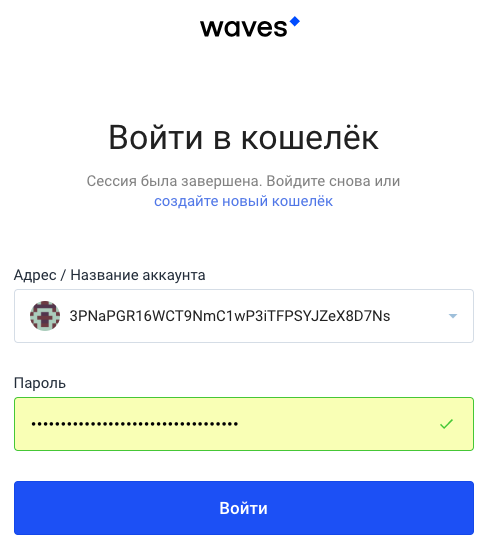 waves
Войти в кошелёк
Сессия была завершена. Войдите снова или
создайте новый кошелёк
Адрес / Название аккаунта
3PNaPGR16WCT9NmC1wP3iTFPSYJZeX8D7Ns
Пароль
•••••••••••••••••••••••••••••••••••
Войти